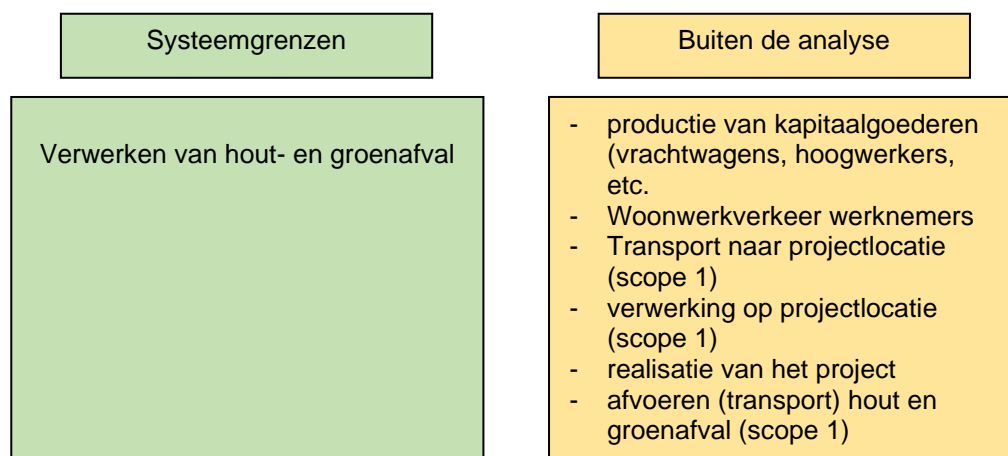 Systeemgrenzen
Verwerken van hout- en groenafval
Buiten de analyse
- productie van kapitaalgoederen
(vrachtwagens, hoogwerkers,
etc.
- Woonwerkverkeer werknemers
- Transport naar projectlocatie
(scope 1)
- verwerking op projectlocatie
(scope 1)
- realisatie van het project
- afvoeren (transport) hout en
groenafval (scope 1)